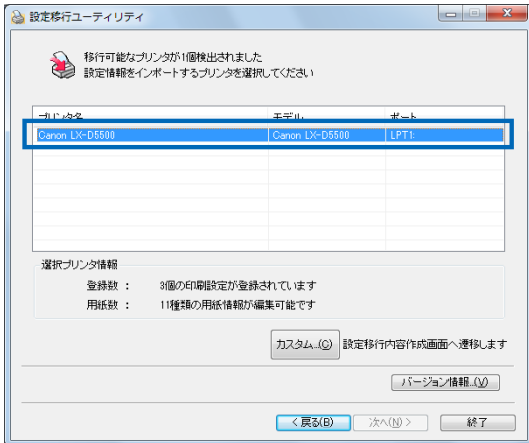 設定移行ユーティリティ
移行可能なプリンタが1個検出されました
設定情報をインポートするプリンタを選択してください
プリンタ名 モデル ポート
Canon LX-D5500 Canon LX-D5500 LPT1:
選択プリンタ情報
登録数 : 3個の印刷設定が登録されています
用紙数 : 11種類の用紙情報が編集可能です
カスタム...(C) 設定移行内容作成画面へ遷移します
バージョン情報...(V)
< 戻る(B) 次へ(N) > 終了